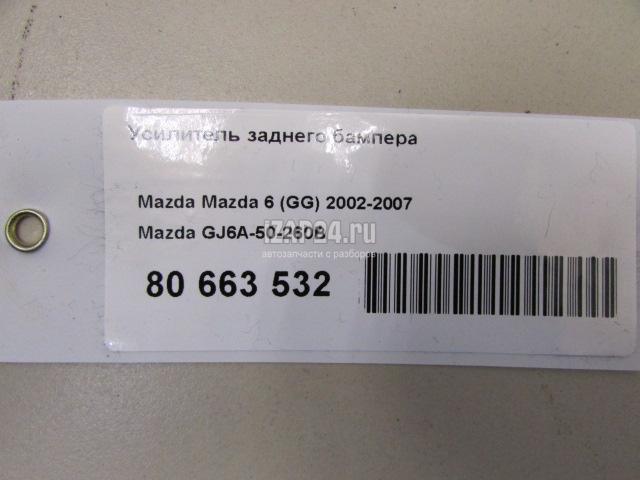 Усилитель заднего бампера
Mazda Mazda 6 (GG) 2002-2007
Mazda GJ6A-50-260B
iZAP24.ru
автозапчасти с разборов
80 663 532